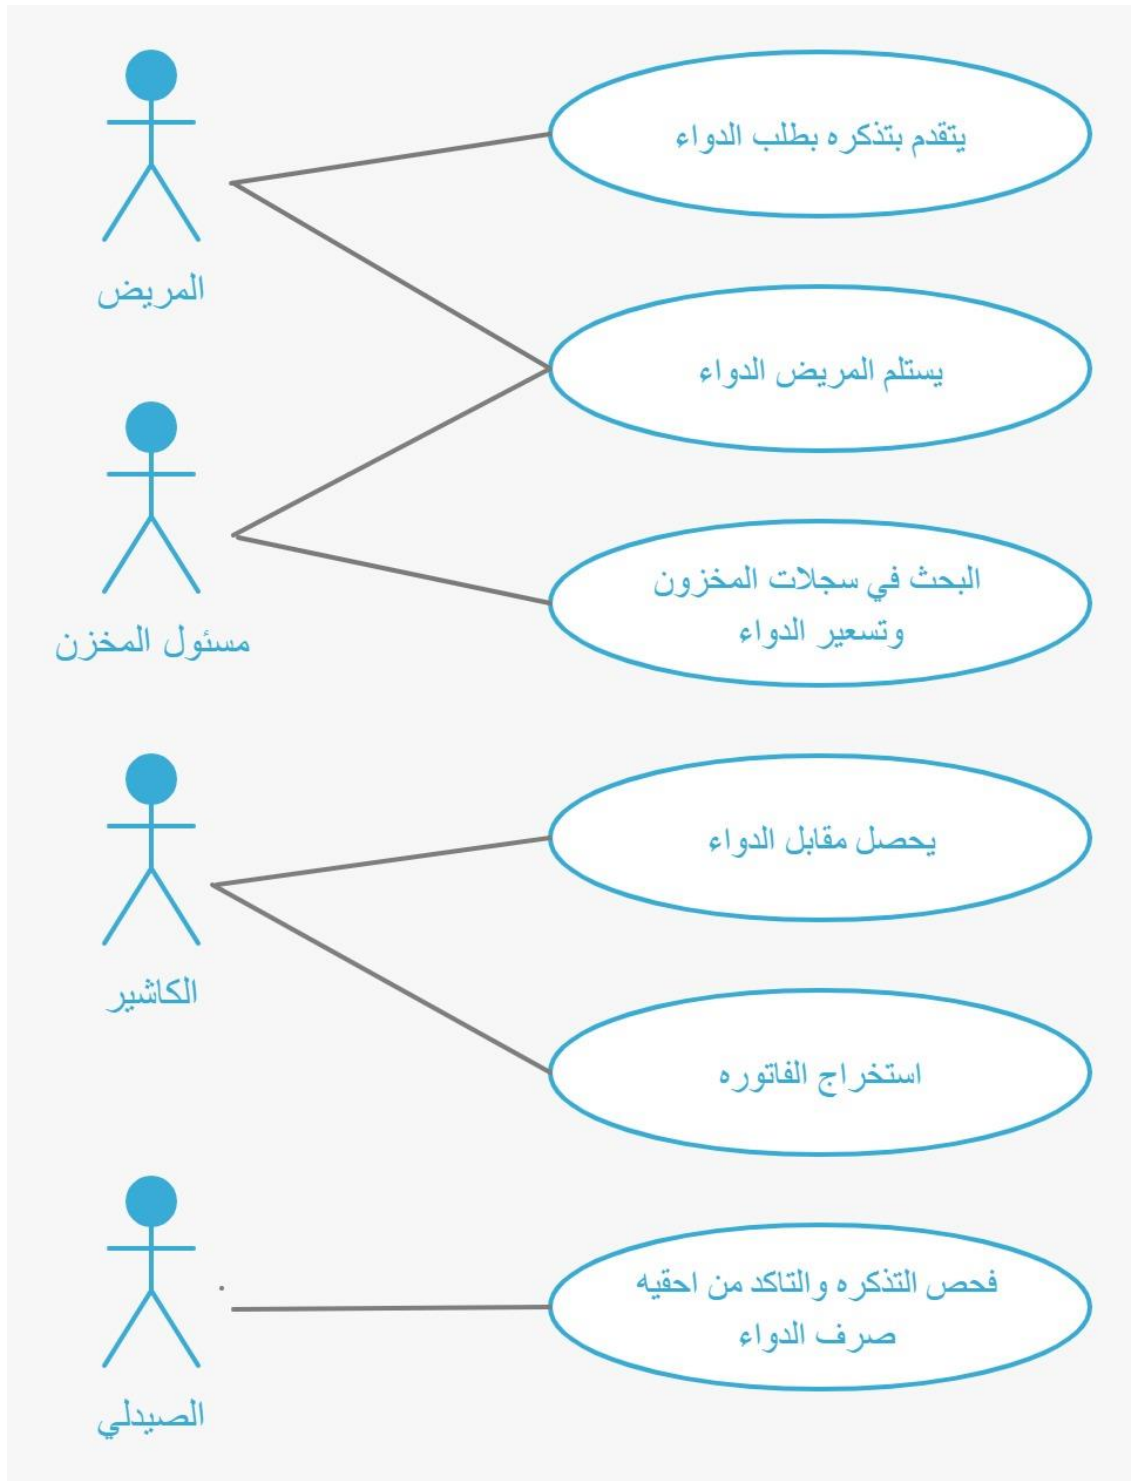 يتقدم بتذكره بطلب الدواء
المريض
يستلم المريض الدواء
مسئول المخزن
البحث في سجلات المخزون
وتسعير الدواء
يحصل مقابل الدواء
الكاشير
استخراج الفاتوره
الصيدلي
فحص التذكره والتاكد من احقيه
صرف الدواء